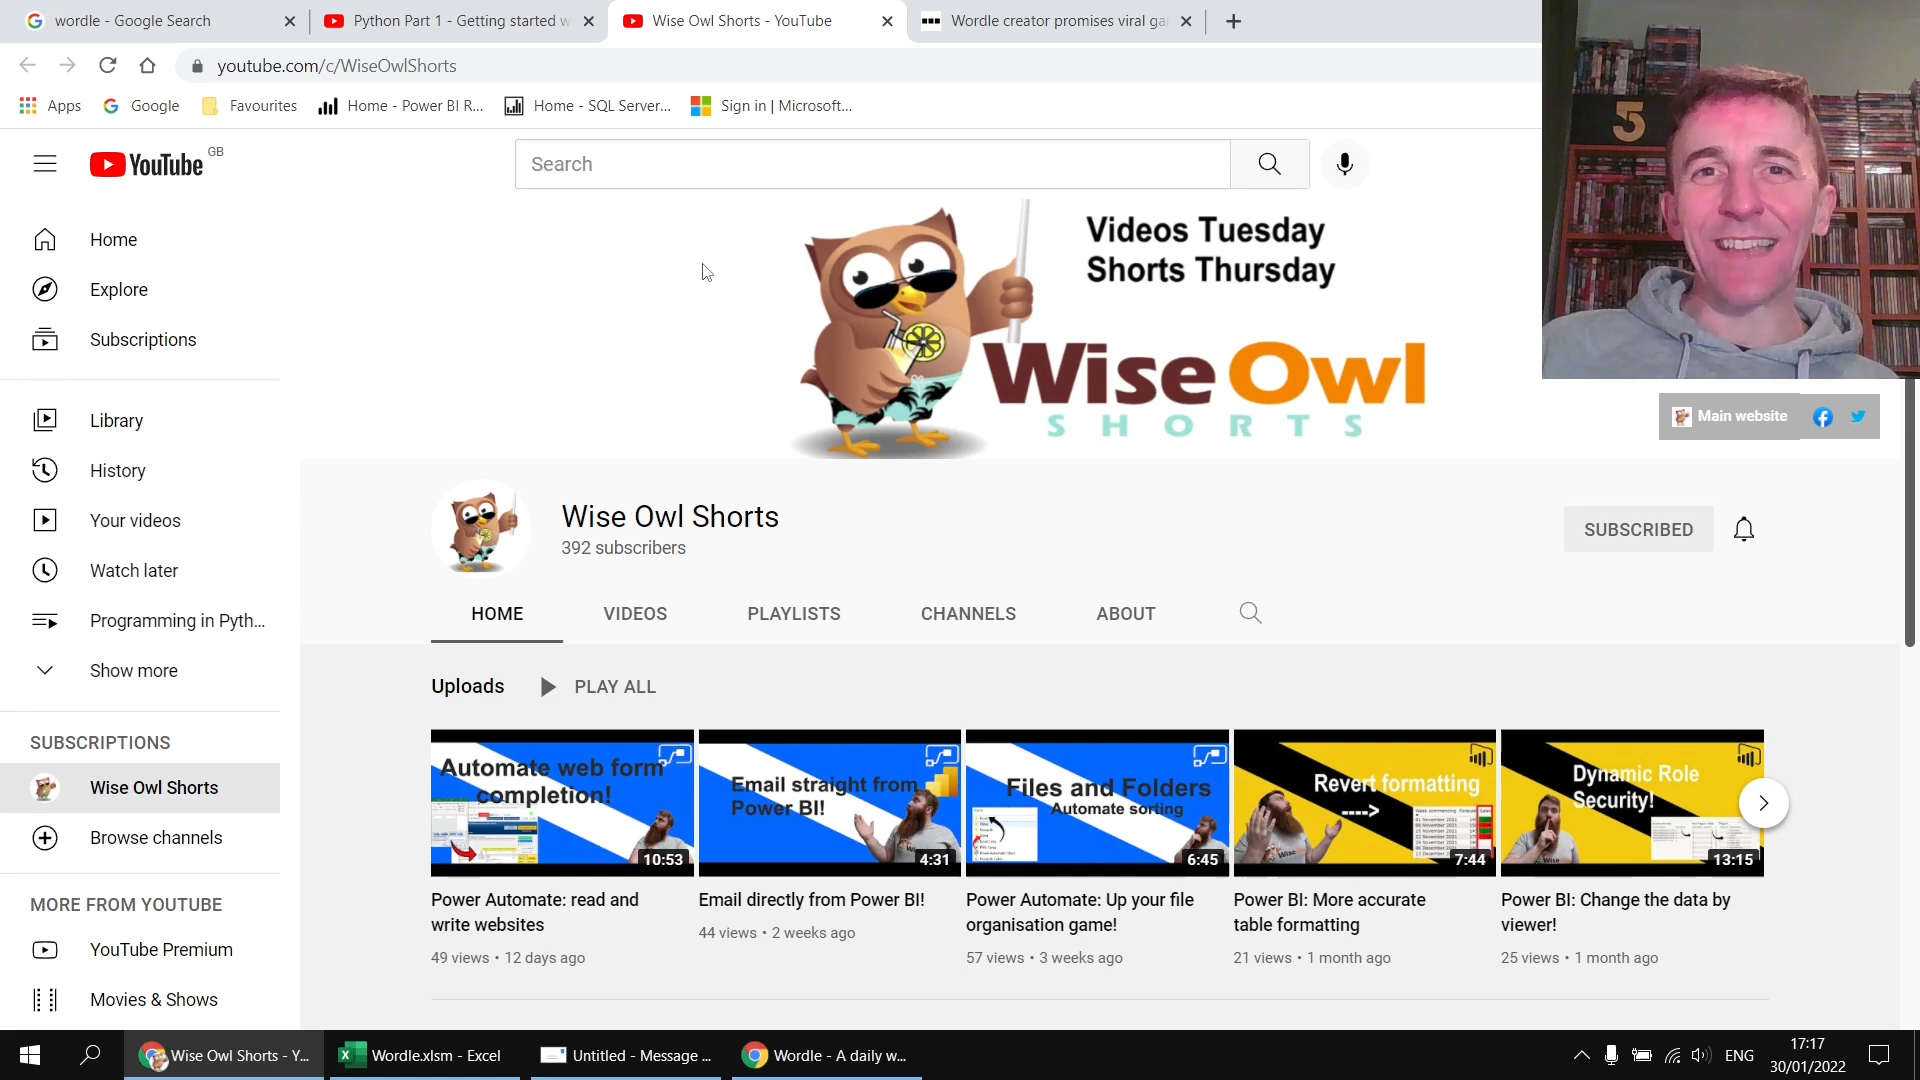 wordle - Google Search
Python Part 1 - Getting started w
Wise Owl Shorts - YouTube
Wordle creator promises viral ga
youtube.com/c/WiseOwlShorts
Apps
Google
Favourites
Home - Power BI R...
Home - SQL Server...
Sign in | Microsoft...
5
YouTube GB
Search
Home
Explore
Subscriptions
Library
History
Your videos
Watch later
Programming in Pyth...
Show more
SUBSCRIPTIONS
Wise Owl Shorts
Browse channels
MORE FROM YOUTUBE
YouTube Premium
Movies & Shows
Videos Tuesday
Shorts Thursday
Wise Owl
SHORTS
Main website
Wise Owl Shorts
392 subscribers
SUBSCRIBED
HOME
VIDEOS
PLAYLISTS
CHANNELS
ABOUT
Uploads
PLAY ALL
Automate web form
completion!
10:53
Power Automate: read and
write websites
49 views • 12 days ago
Email straight from
Power BI!
4:31
Email directly from Power BI!
44 views • 2 weeks ago
Files and Folders
Automate sorting
6:45
Power Automate: Up your file
organisation game!
57 views • 3 weeks ago
Revert formatting
---->
7:44
Power BI: More accurate
table formatting
21 views • 1 month ago
Dynamic Role
Security!
13:15
Power BI: Change the data by
viewer!
25 views • 1 month ago
Wise Owl Shorts - Y...
Wordle.xlsm - Excel
Untitled - Message ...
Wordle - A daily w...
ENG
17:17
30/01/2022